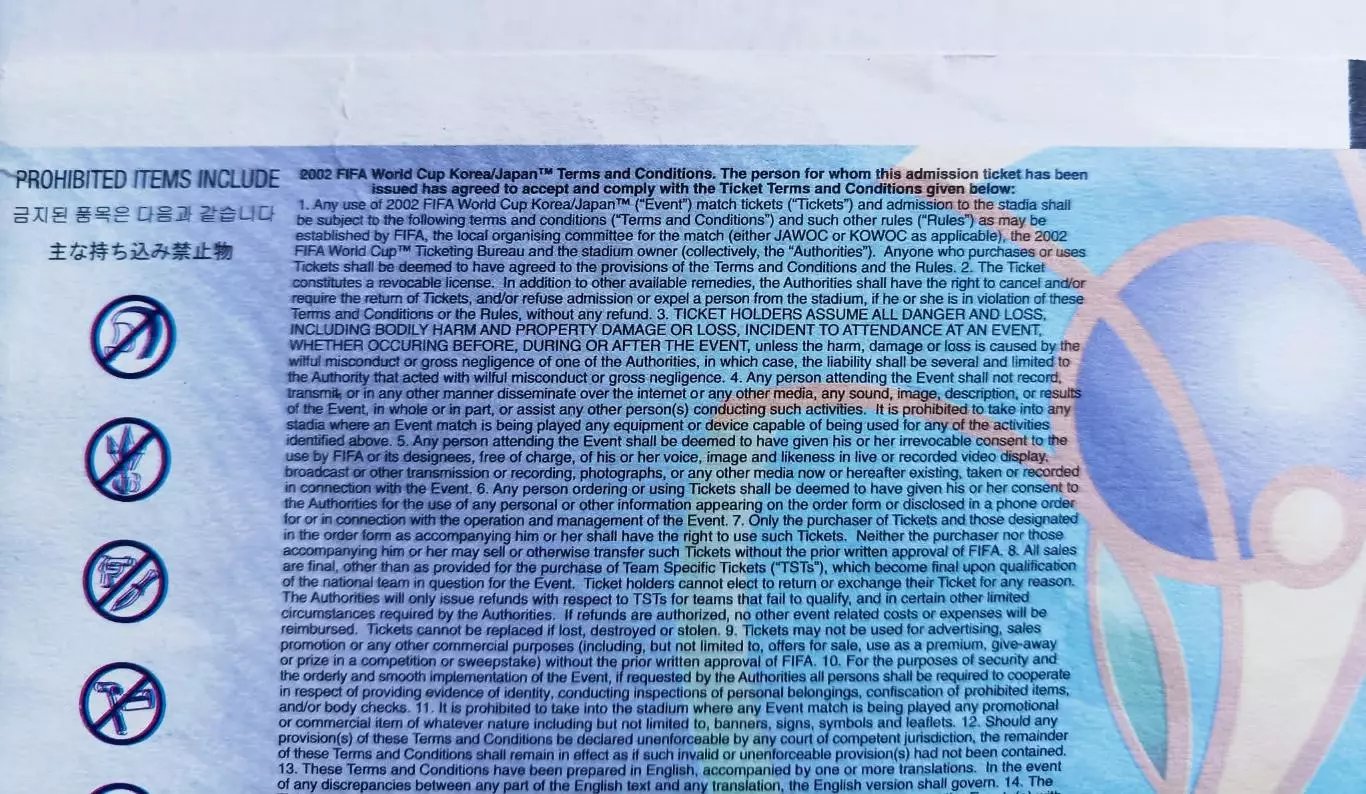 PROHIBITED ITEMS INCLUDE
금지된 품목은 다음과 같습니다
主な持ち込み禁止物
2002 FIFA World Cup Korea/Japan™ Terms and Conditions. The person for whom this admission ticket has been
issued has agreed to accept and comply with the Ticket Terms and Conditions given below:
1. Any use of 2002 FIFA World Cup Korea/Japan™ (“Event”) match tickets (“Tickets”) and admission to the stadia shall
be subject to the following terms and conditions (“Terms and Conditions”) and such other rules (“Rules”) as may be
established by FIFA, the local organising committee for the match (either JAWOC or KOWOC as applicable), the 2002
FIFA World Cup™ Ticketing Bureau and the stadium owner (collectively, the “Authorities”). Anyone who purchases or uses
Tickets shall be deemed to have agreed to the provisions of the Terms and Conditions and the Rules. 2. The Ticket
constitutes a revocable license. In addition to other available remedies, the Authorities shall have the right to cancel and/or
require the return of Tickets, and/or refuse admission or expel a person from the stadium, if he or she is in violation of these
Terms and Conditions or the Rules, without any refund. 3. TICKET HOLDERS ASSUME ALL DANGER AND LOSS,
INCLUDING BODILY HARM AND PROPERTY DAMAGE OR LOSS, INCIDENT TO ATTENDANCE AT AN EVENT,
WHETHER OCCURING BEFORE, DURING OR AFTER THE EVENT, unless the harm, damage or loss is caused by the
wilful misconduct or gross negligence of one of the Authorities, in which case, the liability shall be several and limited to
the Authority that acted with wilful misconduct or gross negligence. 4. Any person attending the Event shall not record,
transmit, or in any other manner disseminate over the internet or any other media, any sound, image, description, or results
of the Event, in whole or in part, or assist any other person(s) conducting such activities. It is prohibited to take into any
stadia where an Event match is being played any equipment or device capable of being used for any of the activities
identified above. 5. Any person attending the Event shall be deemed to have given his or her irrevocable consent to the
use by FIFA or its designees, free of charge, of his or her voice, image and likeness in live or recorded video display,
broadcast or other transmission or recording, photographs, or any other media now or hereafter existing, taken or recorded
in connection with the Event. 6. Any person ordering or using Tickets shall be deemed to have given his or her consent to
the Authorities for the use of any personal or other information appearing on the order form or disclosed in a phone order
for or in connection with the operation and management of the Event. 7. Only the purchaser of Tickets and those designated
in the order form as accompanying him or her shall have the right to use such Tickets. Neither the purchaser nor those
accompanying him or her may sell or otherwise transfer such Tickets without the prior written approval of FIFA. 8. All sales
are final, other than as provided for the purchase of Team Specific Tickets (“TSTs”), which become final upon qualification
of the national team in question for the Event. Ticket holders cannot elect to return or exchange their Ticket for any reason.
The Authorities will only issue refunds with respect to TSTs for teams that fail to qualify, and in certain other limited
circumstances required by the Authorities. If refunds are authorized, no other event related costs or expenses will be
reimbursed. Tickets cannot be replaced if lost, destroyed or stolen. 9. Tickets may not be used for advertising, sales
promotion or any other commercial purposes (including, but not limited to, offers for sale, use as a premium, give-away
or prize in a competition or sweepstake) without the prior written approval of FIFA. 10. For the purposes of security and
the orderly and smooth implementation of the Event, if requested by the Authorities all persons shall be required to cooperate
in respect of providing evidence of identity, conducting inspections of personal belongings, confiscation of prohibited items,
and/or body checks. 11. It is prohibited to take into the stadium where any Event match is being played any promotional
or commercial item of whatever nature including but not limited to, banners, signs, symbols and leaflets. 12. Should any
provision(s) of these Terms and Conditions be declared unenforceable by any court of competent jurisdiction, the remainder
of these Terms and Conditions shall remain in effect as if such invalid or unenforceable provision(s) had not been contained.
13. These Terms and Conditions have been prepared in English, accompanied by one or more translations. In the event
of any discrepancies between any part of the English text and any translation, the English version shall govern. 14. The